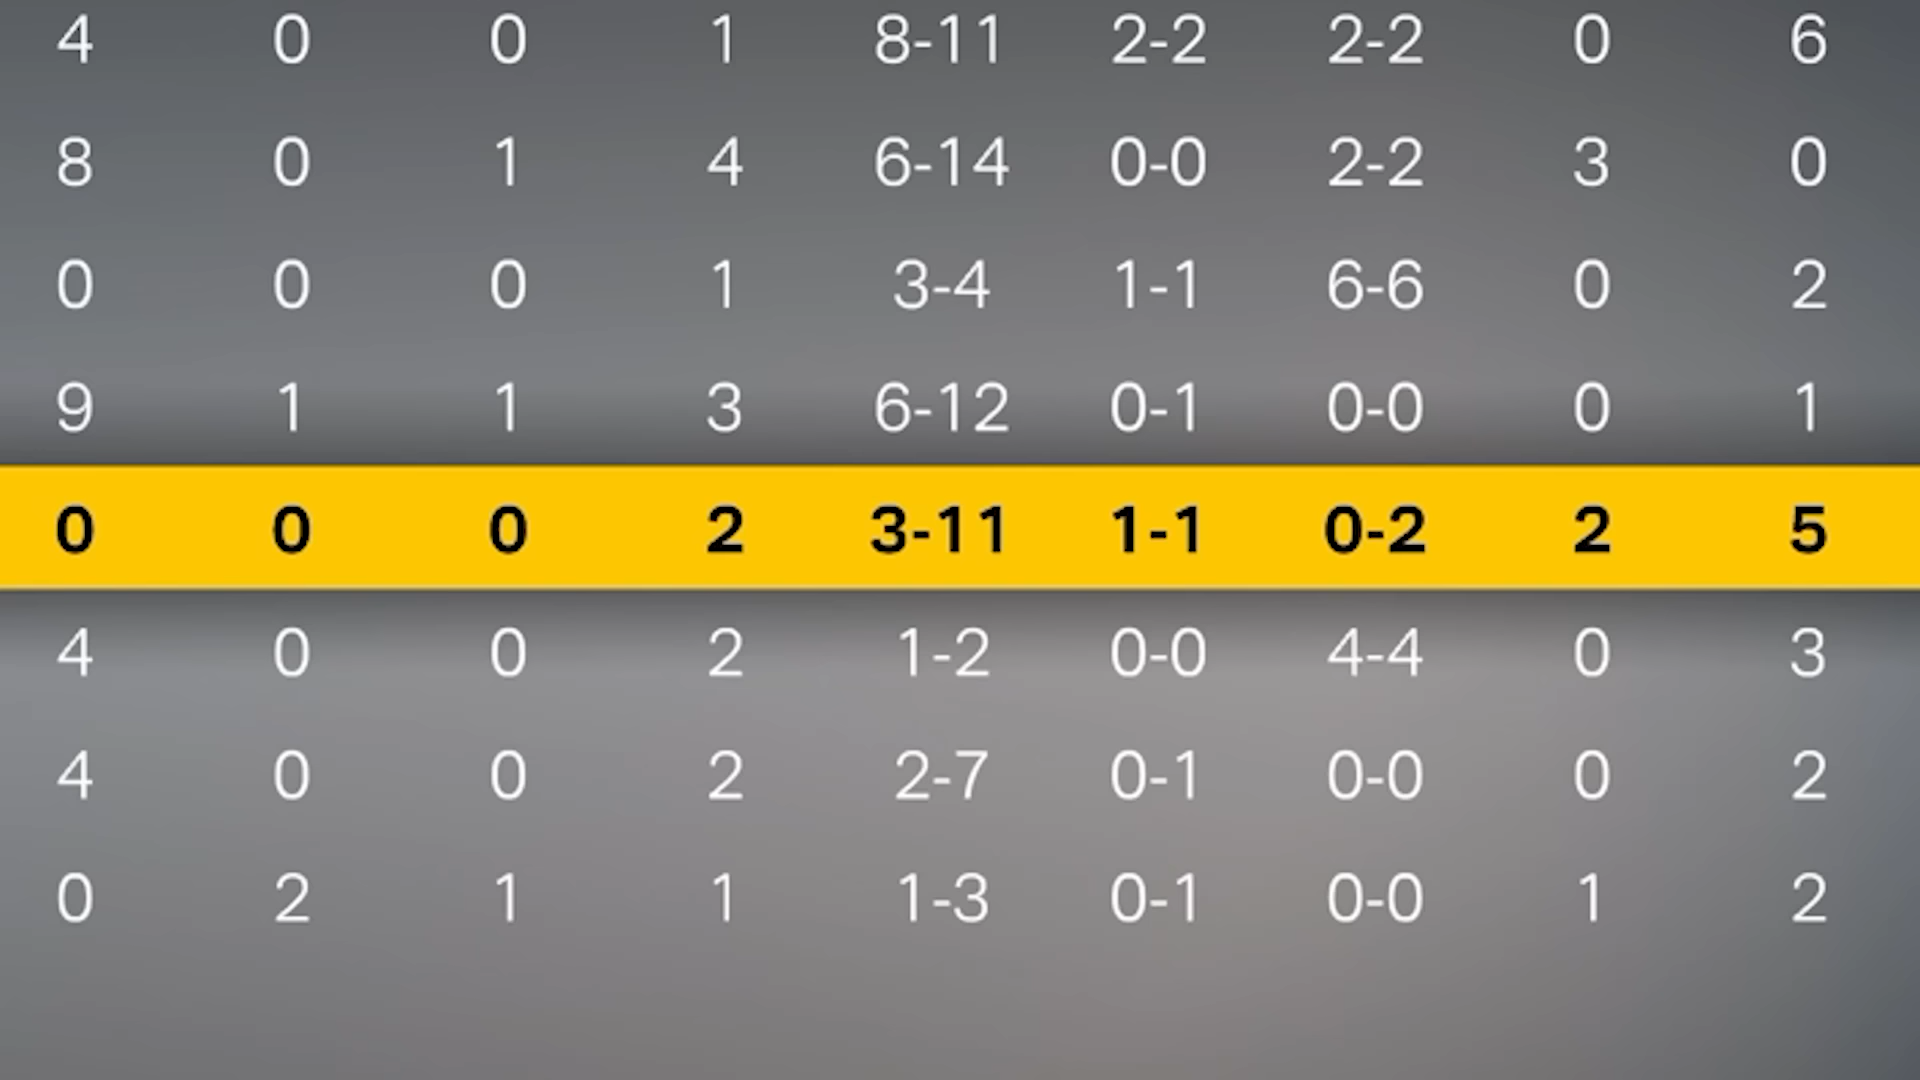 4 0 0 1 8-11 2-2 2-2 0 6
8 0 1 4 6-14 0-0 2-2 3 0
0 0 0 1 3-4 1-1 6-6 0 2
9 1 1 3 6-12 0-1 0-0 0 1
0 0 0 2 3-11 1-1 0-2 2 5
4 0 0 2 1-2 0-0 4-4 0 3
4 0 0 2 2-7 0-1 0-0 0 2
0 2 1 1 1-3 0-1 0-0 1 2